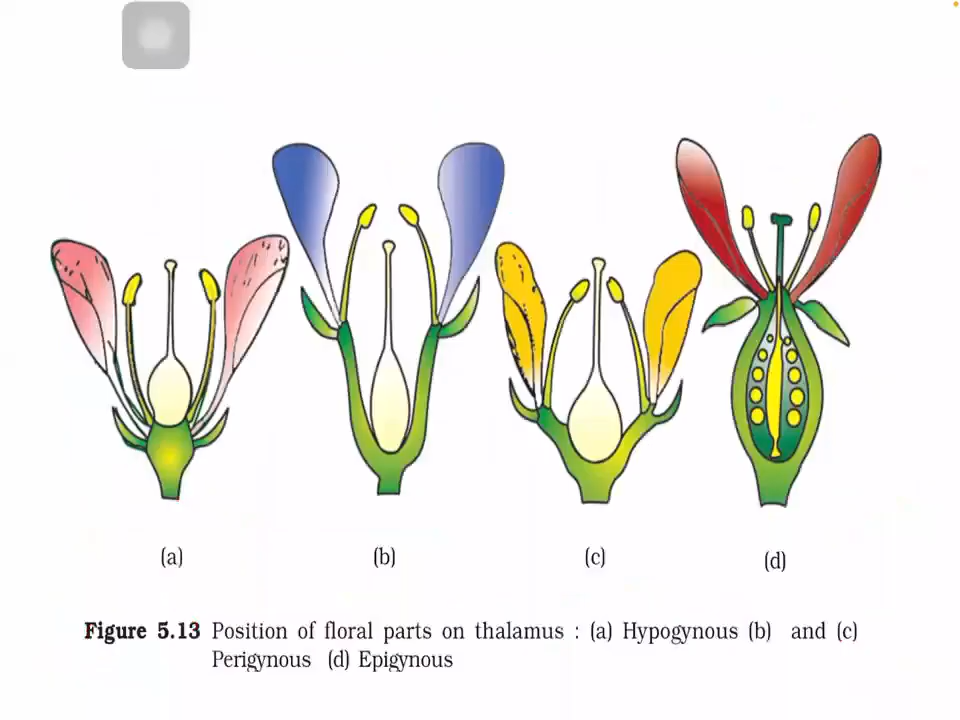 (a) (b) (c) (d)
Figure 5.13 Position of floral parts on thalamus : (a) Hypogynous (b) and (c)
Perigynous (d) Epigynous